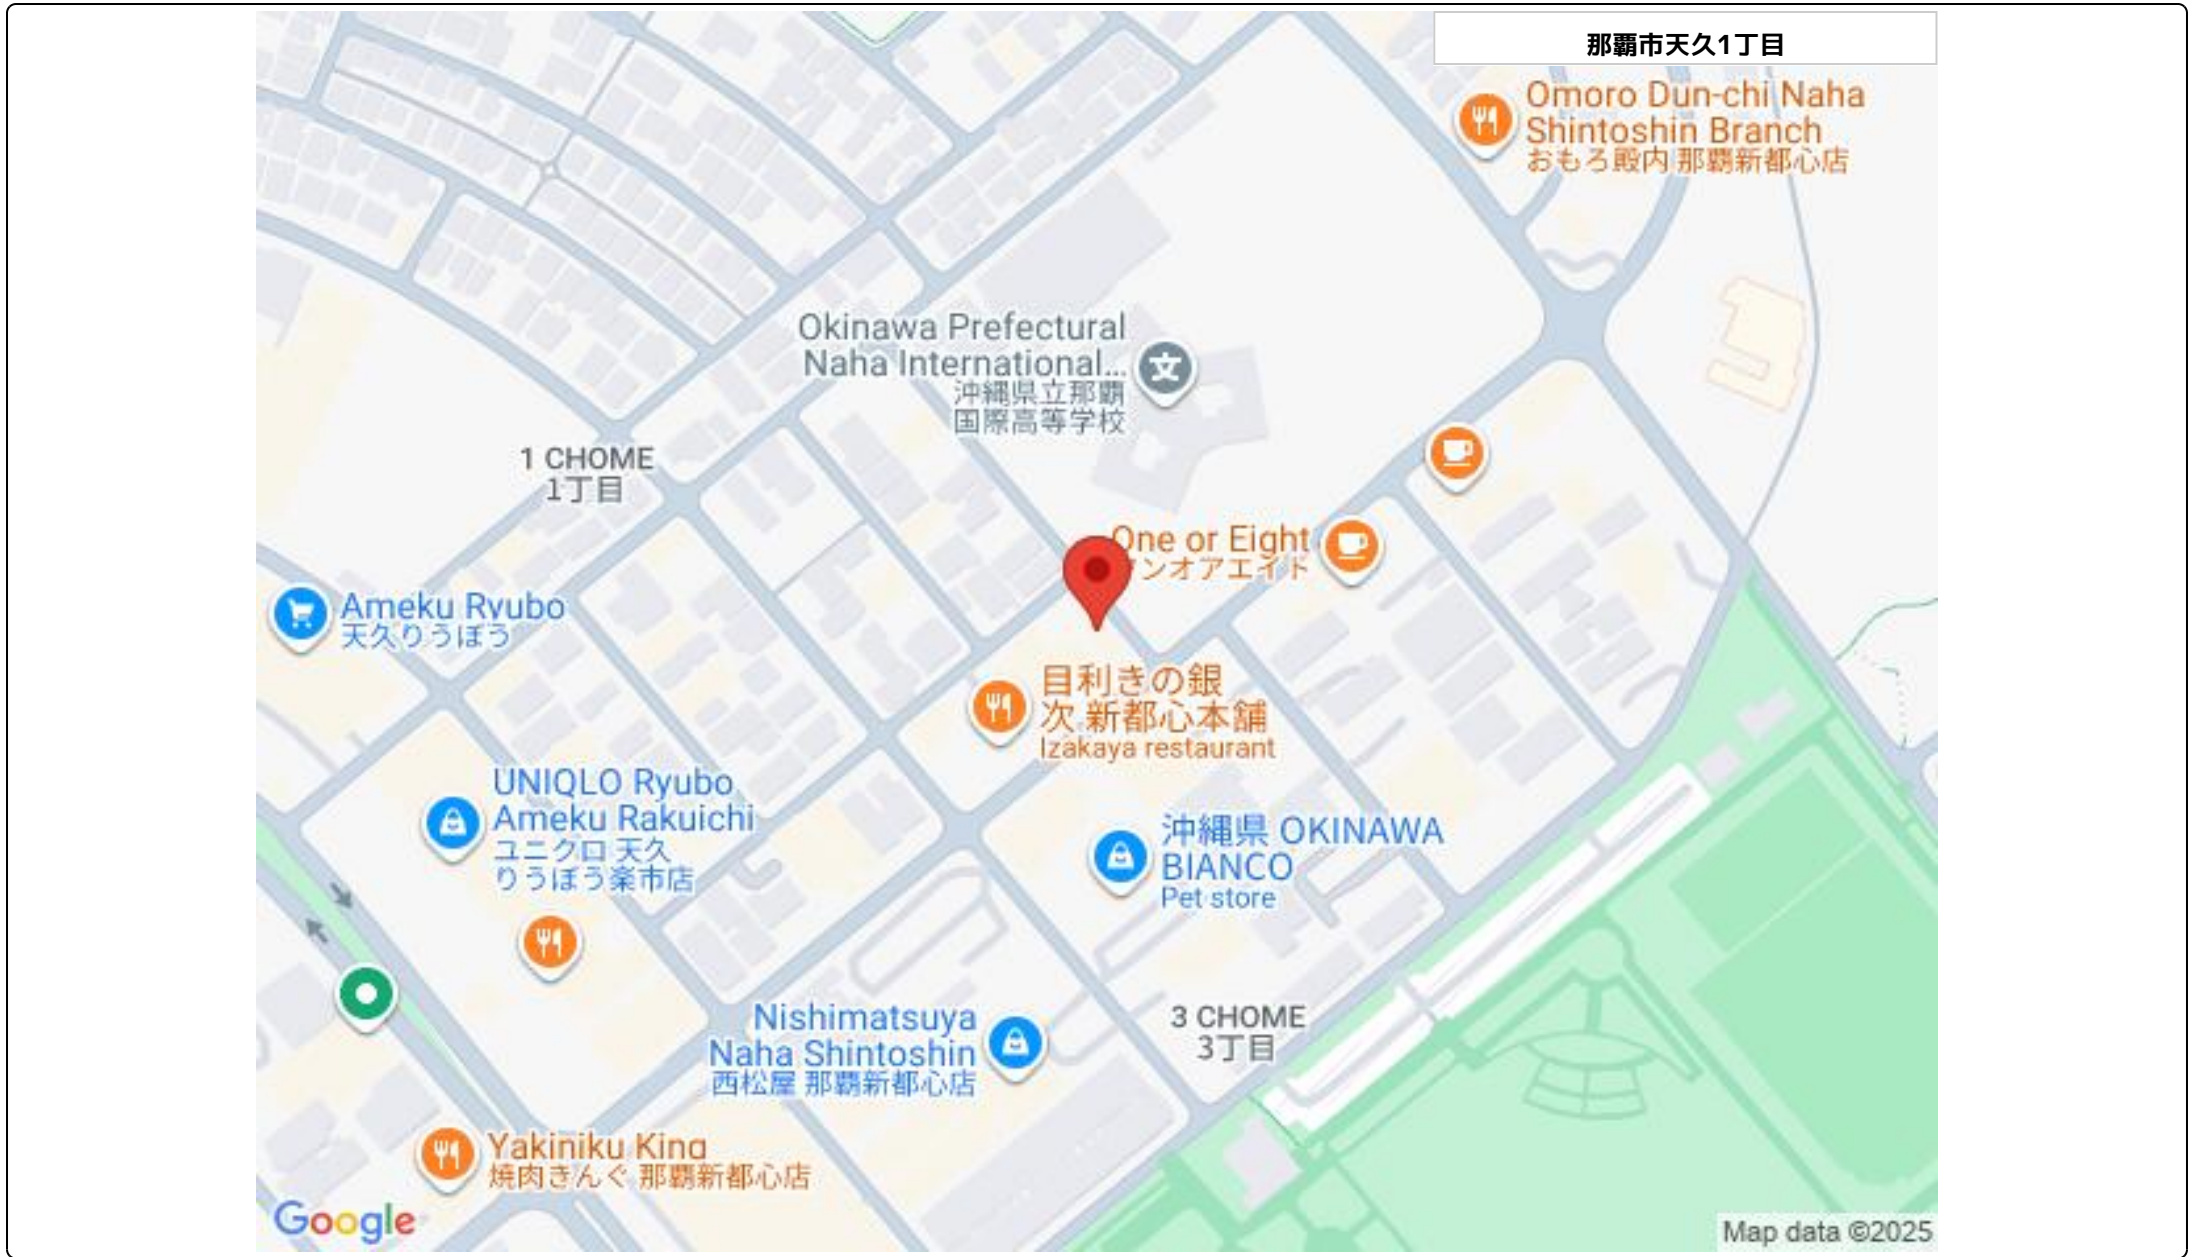 那覇市天久1丁目
Omoro Dun-chi Naha
Shintoshin Branch
おもろ殿内 那覇新都心店
Okinawa Prefectural
Naha International...
沖縄県立那覇
国際高等学校
文
1 CHOME
1丁目
One or Eight
ンオアエイト
Ameku Ryubo
天久りうぼう
目利きの銀
次 新都心本舗
Izakaya restaurant
UNIQLO Ryubo
Ameku Rakuichi
ユニクロ 天久
りうぼう楽市店
沖縄県 OKINAWA
BIANCO
Pet store
Nishimatsuya
Naha Shintoshin
西松屋 那覇新都心店
3 CHOME
3丁目
Yakiniku King
焼肉きんぐ 那覇新都心店
Google
Map data ©2025